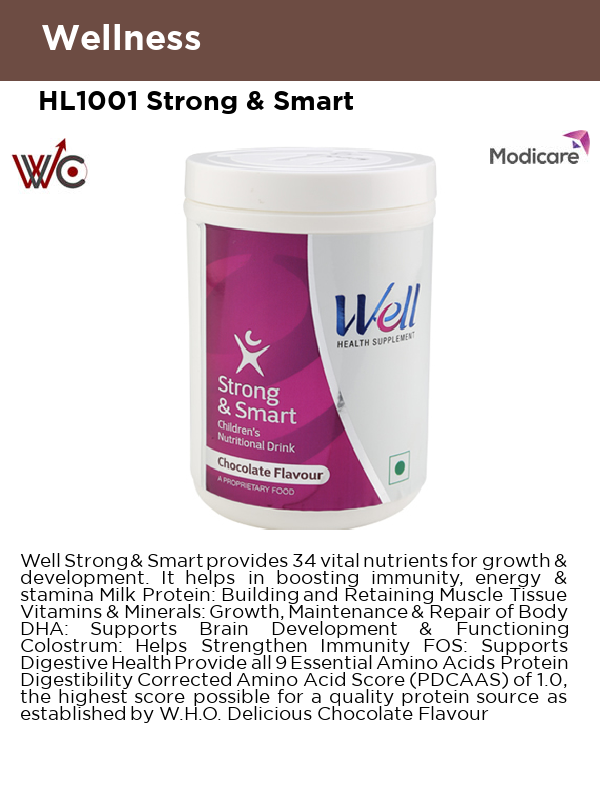 Wellness
HL1001 Strong & Smart
WC
Modicare
Well
HEALTH SUPPLEMENT
Strong
& Smart
Children's
Nutritional Drink
Chocolate Flavour
A PROPRIETARY FOOD
Well Strong & Smart provides 34 vital nutrients for growth &
development. It helps in boosting immunity, energy &
stamina Milk Protein: Building and Retaining Muscle Tissue
Vitamins & Minerals: Growth, Maintenance & Repair of Body
DHA: Supports Brain Development & Functioning
Colostrum: Helps Strengthen Immunity FOS: Supports
Digestive Health Provide all 9 Essential Amino Acids Protein
Digestibility Corrected Amino Acid Score (PDCAAS) of 1.0,
the highest score possible for a quality protein source as
established by W.H.O. Delicious Chocolate Flavour